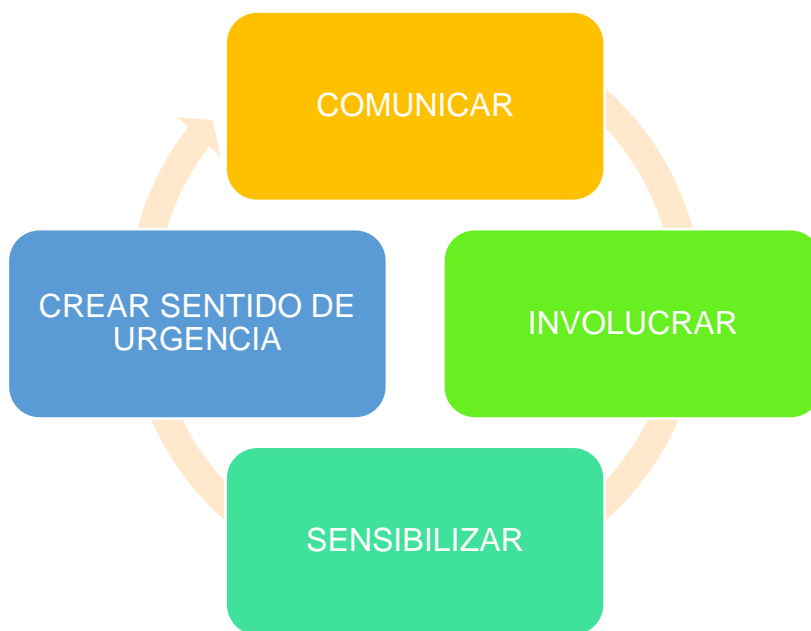 COMUNICAR
INVOLUCRAR
SENSIBILIZAR
CREAR SENTIDO DE
URGENCIA